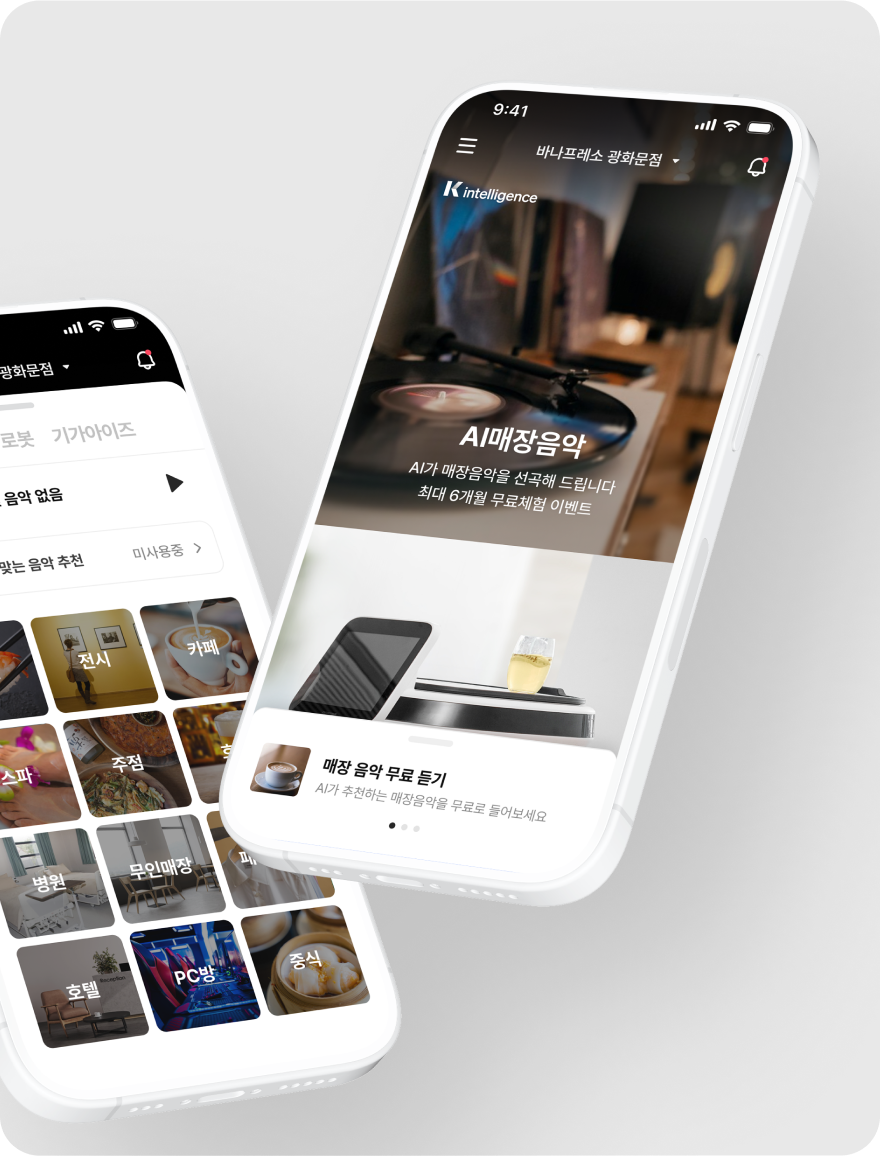 9:41
바나프레소 광화문점
K intelligence
AI매장음악
AI가 매장음악을 선곡해 드립니다
최대 6개월 무료체험 이벤트
매장 음악 무료 듣기
AI가 추천하는 매장음악을 무료로 들어보세요
광화문점
로봇 기가아이즈
음악 없음
맞는 음악 추천 미사용중
전시 카페
스파 주점
병원 무인매장
호텔 PC방 중식